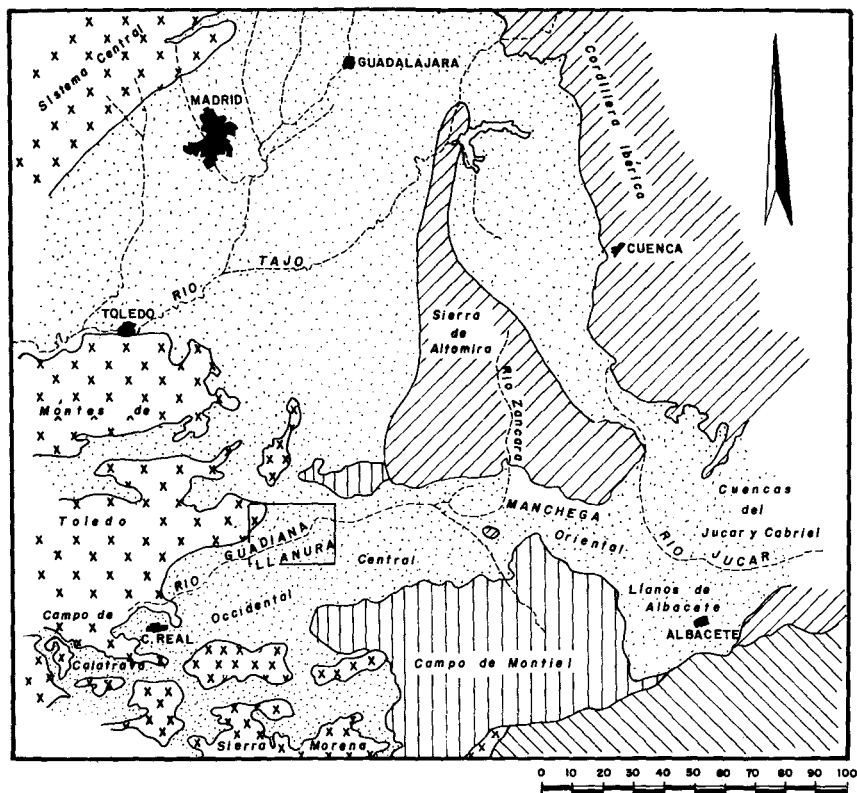 Sistema Central
GUADALAJARA
MADRID
Cordillera Ibérica
CUENCA
RIO TAJO
TOLEDO
Sierra
de
Altomira
RIO Záncara
Móntes de
Toledo
Cuencas
del
Jucar y Cabriel
MANCHEGA
Oriental
RIO JUCAR
RIO GUADIANA
LLANURA
Central
Occidental
Llanos de
Albacete
ALBACETE
Campo de
C. REAL
Calatrava
Campo de Montiel
Sierra Morena
0 10 20 30 40 50 60 70 80 90 100